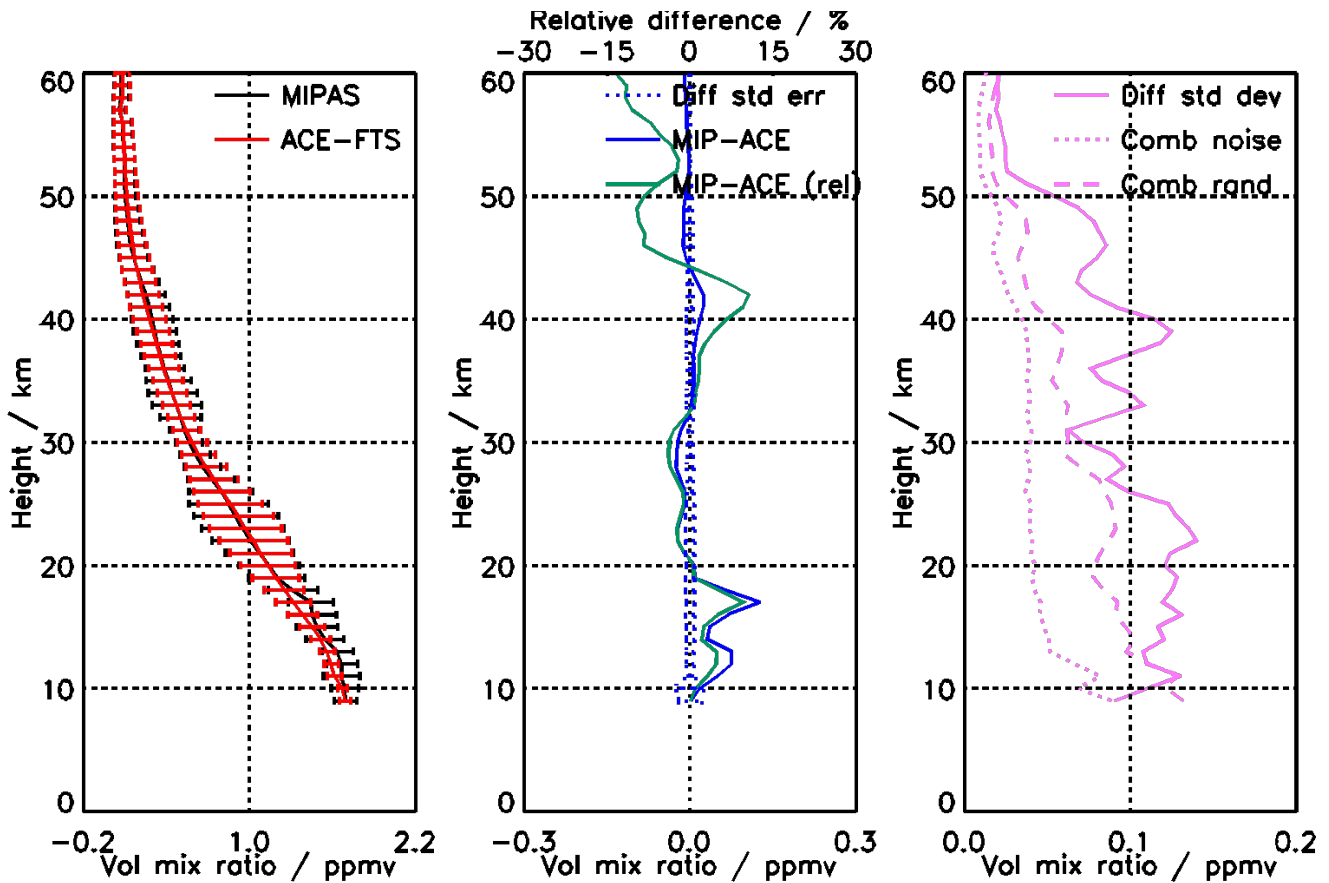 Relative difference / %
−30 −15 0 15 30
60
50
40
30
20
10
0
Height / km
MIPAS
ACE−FTS
−0.2 1.0 2.2
Vol mix ratio / ppmv
60
50
40
30
20
10
0
Height / km
Diff std err
MIP−ACE
MIP−ACE (rel)
−0.3 0.0 0.3
Vol mix ratio / ppmv
60
50
40
30
20
10
0
Height / km
Diff std dev
Comb noise
Comb rand
0.0 0.1 0.2
Vol mix ratio / ppmv